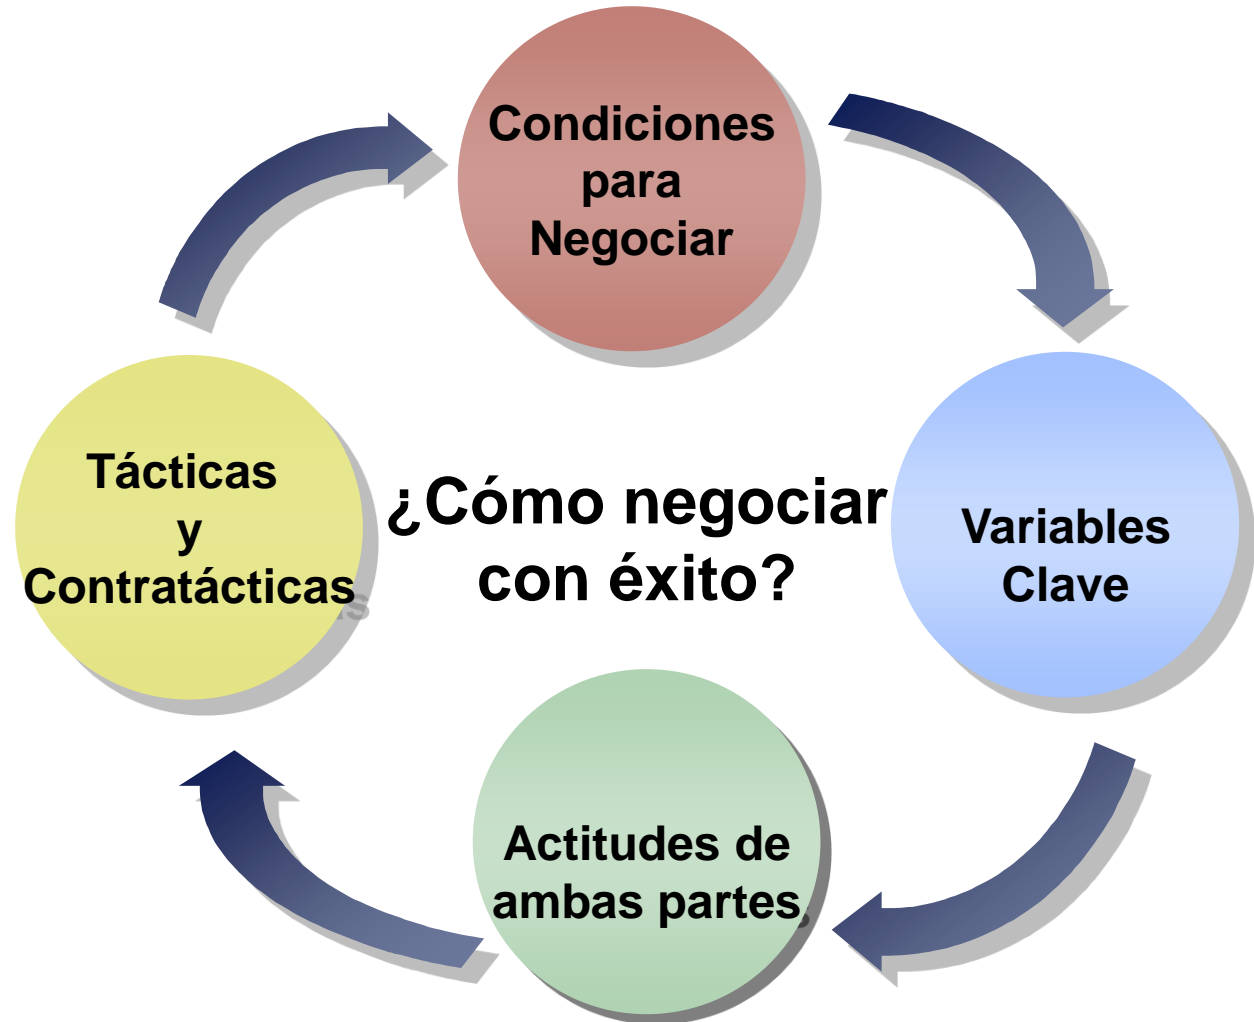 Condiciones
para
Negociar
Variables
Clave
Actitudes de
ambas partes
Tácticas
y
Contratácticas
¿Cómo negociar
con éxito?